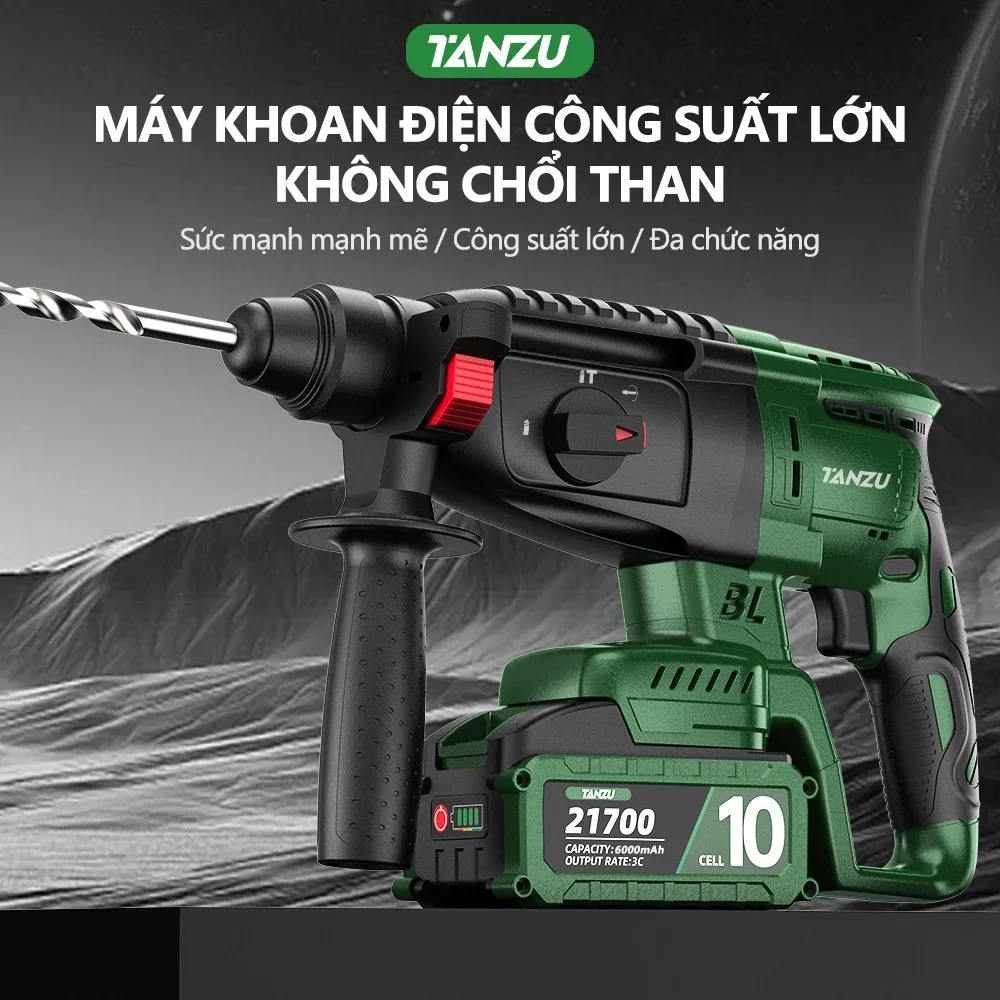 TANZU
MÁY KHOAN ĐIỆN CÔNG SUẤT LỚN
KHÔNG CHỔI THAN
Sức mạnh mạnh mẽ / Công suất lớn / Đa chức năng
T
TANZU
BL
TANZU
21700
CAPACITY:6000mAh
OUTPUT RATE:3C
CELL 10